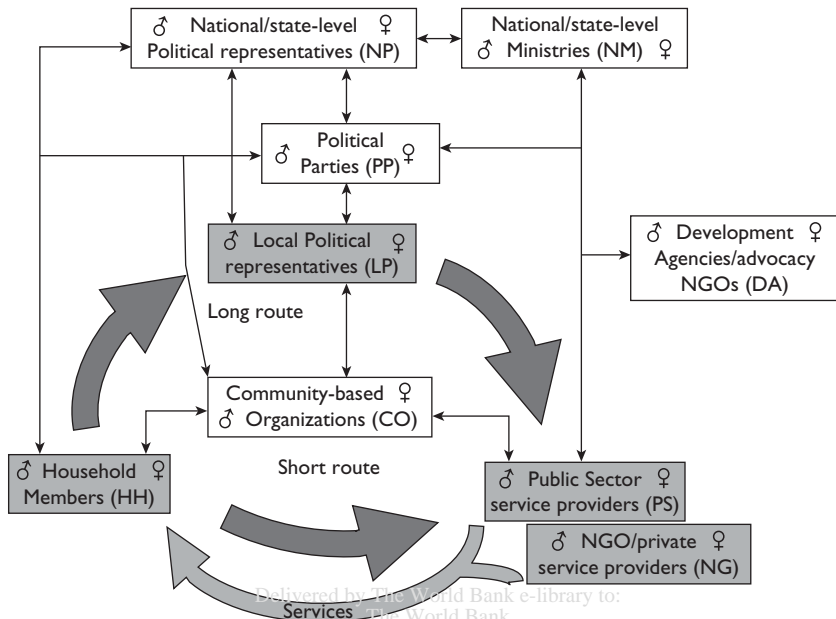 ♂ National/state-level ♀
Political representatives (NP)
National/state-level
♂ Ministries (NM) ♀
♂ Political ♀
Parties (PP)
♂ Local Political ♀
representatives (LP)
♂ Development ♀
Agencies/advocacy
NGOs (DA)
Long route
Community-based ♀
♂ Organizations (CO)
Short route
♂ Household ♀
Members (HH)
♂ Public Sector ♀
service providers (PS)
♂ NGO/private ♀
service providers (NG)
Delivered by The World Bank e-library to:
Services
The World Bank